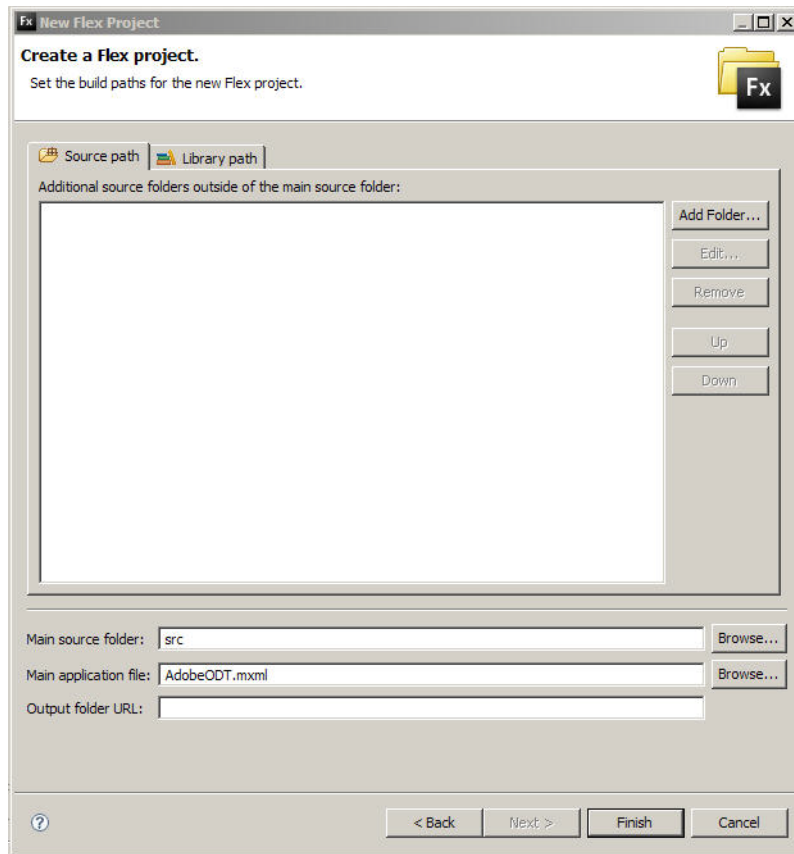 Fx New Flex Project
Create a Flex project.
Set the build paths for the new Flex project.
Fx
Source path
Library path
Additional source folders outside of the main source folder:
Add Folder...
Edit...
Remove
Up
Down
Main source folder: src Browse...
Main application file: AdobeODT.mxml Browse...
Output folder URL:
? < Back Next > Finish Cancel